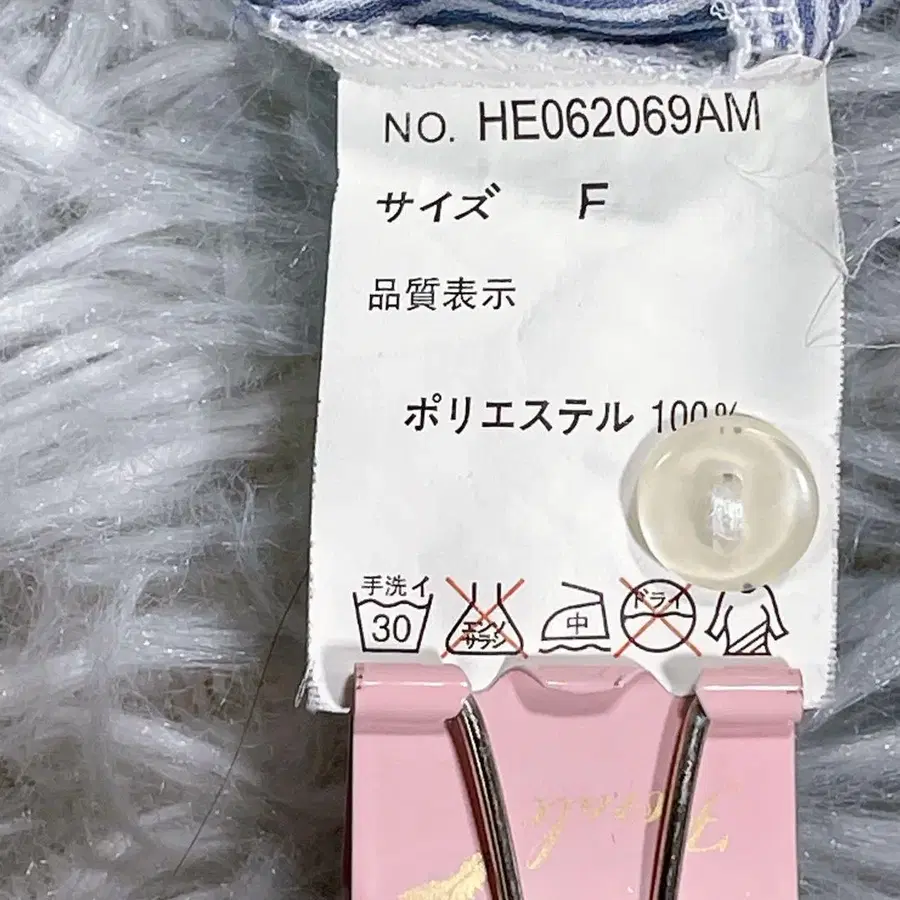 NO. HE062069AM
サイズ F
品質表示
ポリエステル 100%
手洗イ
30
エンソ
サラシ
中
ドライ